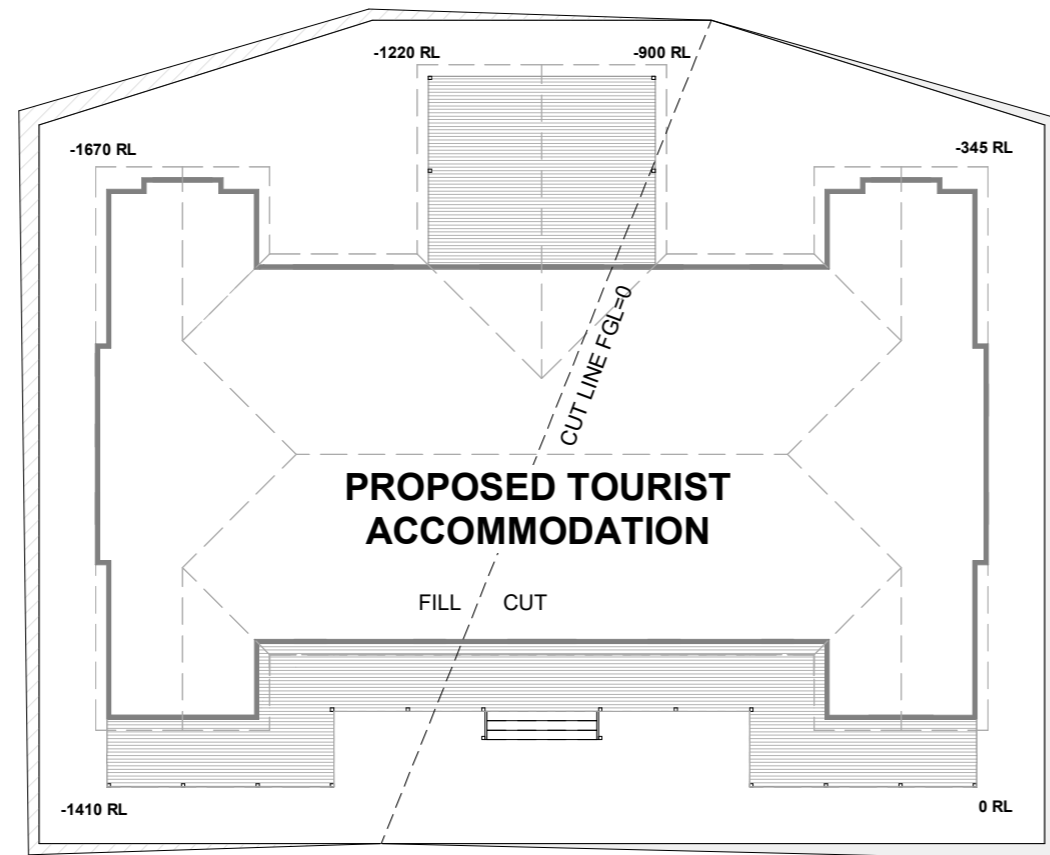 -1220 RL
-900 RL
-1670 RL
-345 RL
CUT LINE FGL=0
PROPOSED TOURIST
ACCOMMODATION
FILL
CUT
-1410 RL
0 RL